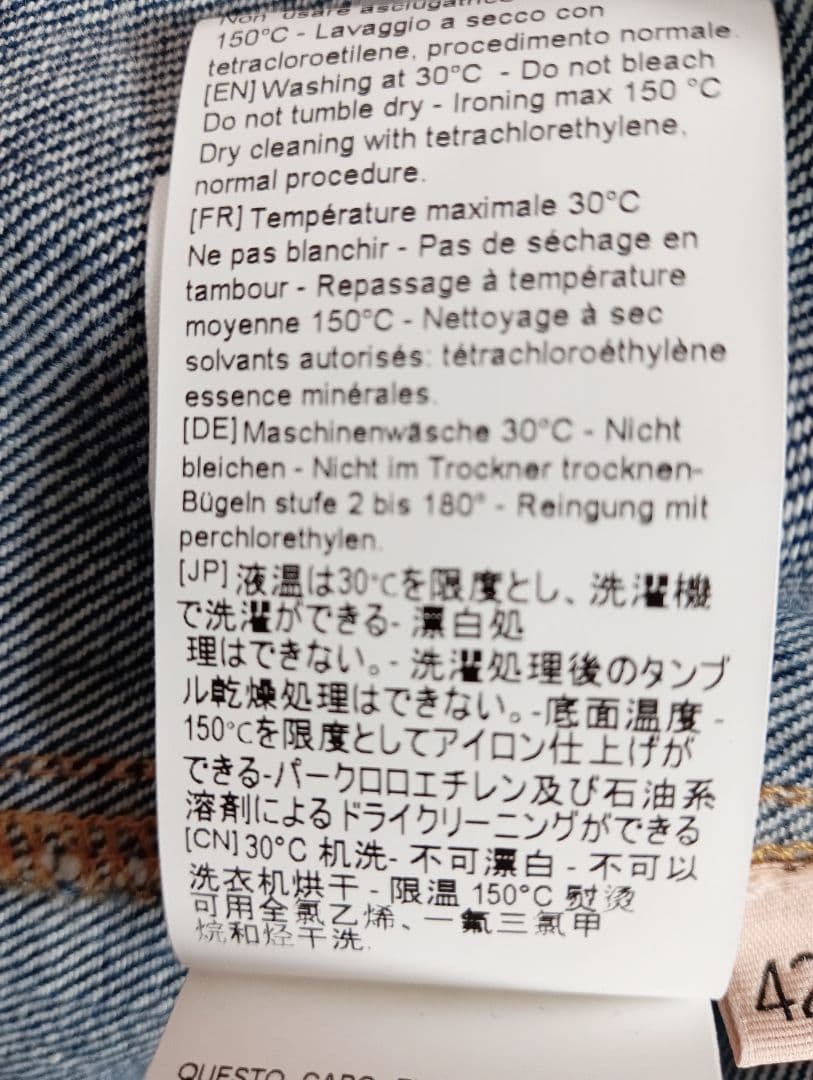 Non usare asciugatric
150°C - Lavaggio a secco con
tetracloroetilene, procedimento normale.
[EN] Washing at 30°C - Do not bleach
Do not tumble dry - Ironing max 150 °C
Dry cleaning with tetrachlorethylene,
normal procedure.
[FR] Température maximale 30°C
Ne pas blanchir - Pas de séchage en
tambour - Repassage à température
moyenne 150°C - Nettoyage à sec
solvants autorisés: tétrachloroéthylène
essence minérales.
[DE] Maschinenwäsche 30°C - Nicht
bleichen - Nicht im Trockner trocknen-
Bügeln stufe 2 bis 180° - Reingung mit
perchlorethylen.
[JP] 液温は30℃を限度とし、洗濯機
で洗濯ができる- 漂白処
理はできない。- 洗濯処理後のタンブ
ル乾燥処理はできない。-底面温度 -
150℃を限度としてアイロン仕上げが
できる-パークロロエチレン及び石油系
溶剤によるドライクリーニングができる
[CN] 30°C 机洗- 不可漂白 - 不可以
洗衣机烘干 - 限温 150°C 熨烫
可用全氯乙烯、一氟三氯甲
烷和烃干洗.
42
QUESTO CAPO